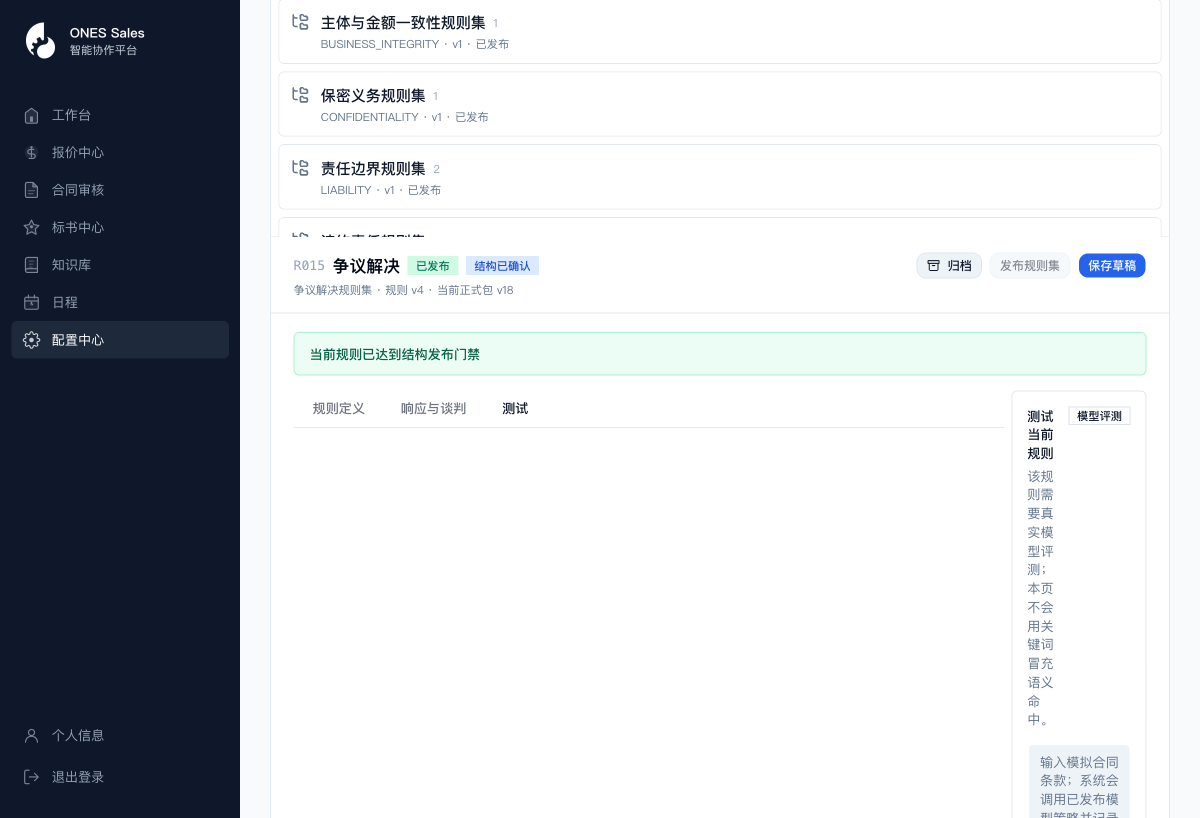 ONES Sales
智能协作平台
工作台
报价中心
合同审核
标书中心
知识库
日程
配置中心
个人信息
退出登录
主体与金额一致性规则集 1
BUSINESS_INTEGRITY · v1 · 已发布
保密义务规则集 1
CONFIDENTIALITY · v1 · 已发布
责任边界规则集 2
LIABILITY · v1 · 已发布
R015 争议解决 已发布 结构已确认
争议解决规则集 · 规则 v4 · 当前正式包 v18
归档 发布规则集 保存草稿
当前规则已达到结构发布门禁
规则定义 响应与谈判 测试
测试
当前
规则
模型评测
该规
则需
要真
实模
型评
测；
本页
不会
用关
键词
冒充
语义
命
中。
输入模拟合同
条款；系统会
调用已发布模
型策略并记录